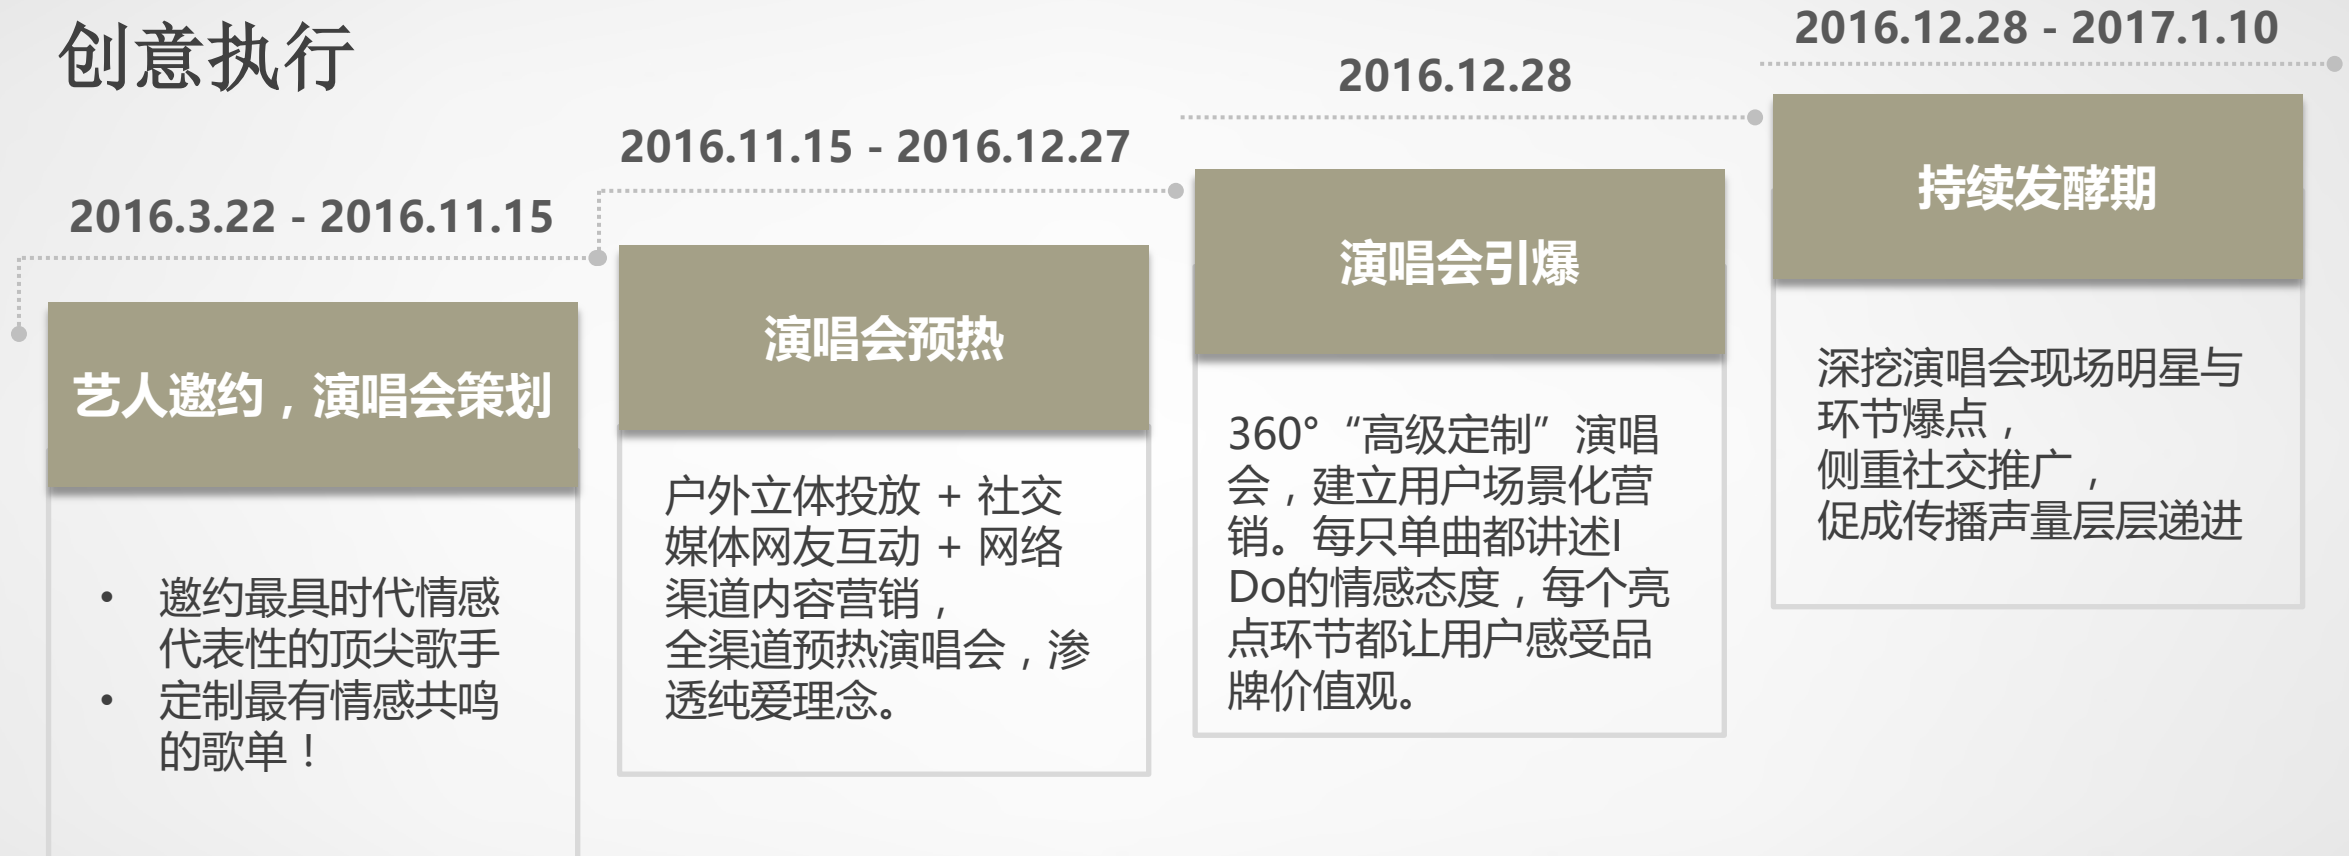 创意执行
2016.3.22 - 2016.11.15
艺人邀约，演唱会策划
• 邀约最具时代情感
代表性的顶尖歌手
• 定制最有情感共鸣
的歌单！
2016.11.15 - 2016.12.27
演唱会预热
户外立体投放 + 社交
媒体网友互动 + 网络
渠道内容营销，
全渠道预热演唱会，渗
透纯爱理念。
2016.12.28
演唱会引爆
360°“高级定制”演唱
会，建立用户场景化营
销。每只单曲都讲述I
Do的情感态度，每个亮
点环节都让用户感受品
牌价值观。
2016.12.28 - 2017.1.10
持续发酵期
深挖演唱会现场明星与
环节爆点，
侧重社交推广，
促成传播声量层层递进